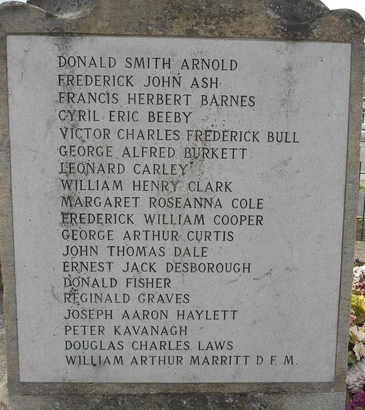 DONALD SMITH ARNOLD
FREDERICK JOHN ASH
FRANCIS HERBERT BARNES
CYRIL ERIC BEEBY
VICTOR CHARLES FREDERICK BULL
GEORGE ALFRED BURKETT
LEONARD CARLEY
WILLIAM HENRY CLARK
MARGARET ROSEANNA COLE
FREDERICK WILLIAM COOPER
GEORGE ARTHUR CURTIS
JOHN THOMAS DALE
ERNEST JACK DESBOROUGH
DONALD FISHER
REGINALD GRAVES
JOSEPH AARON HAYLETT
PETER KAVANAGH
DOUGLAS CHARLES LAWS
WILLIAM ARTHUR MARRITT D.F.M.